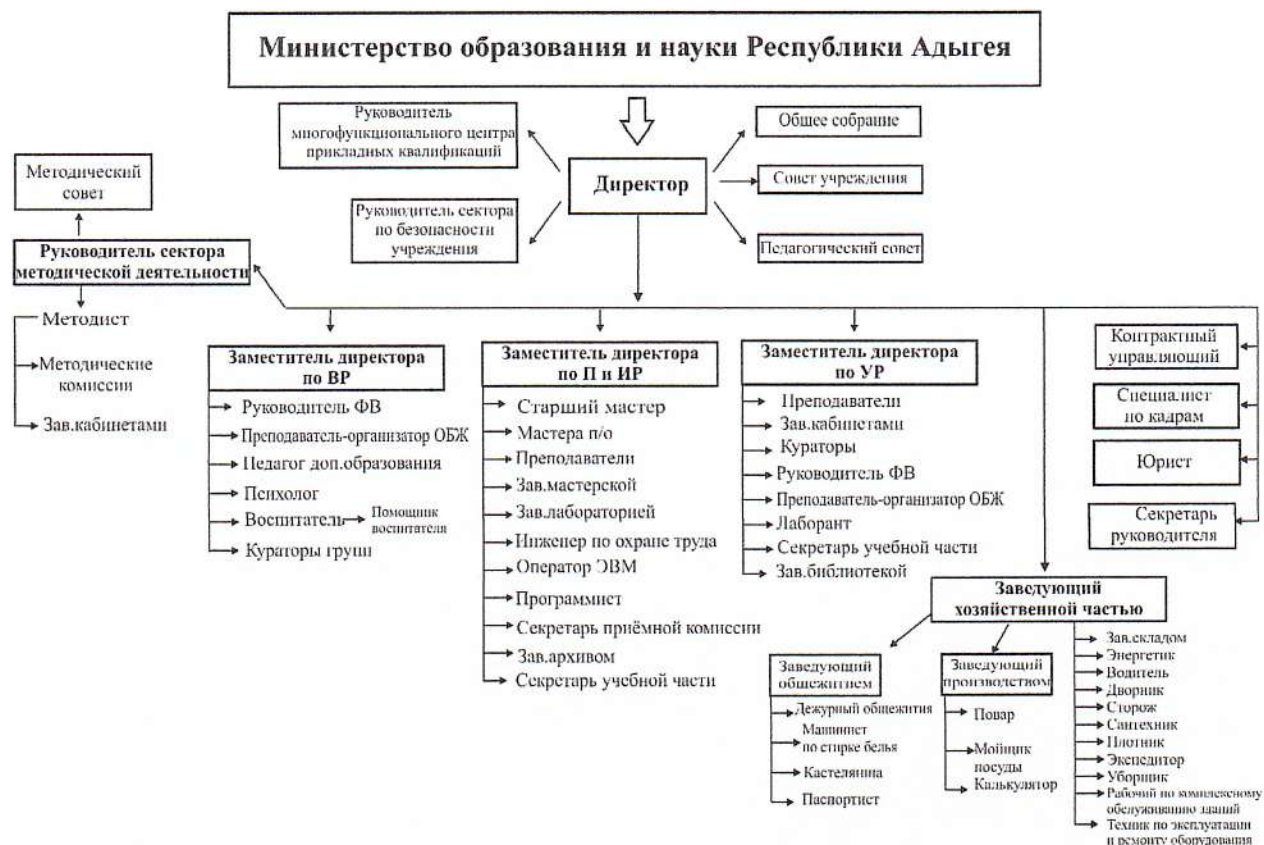 Министерство образования и науки Республики Адыгея
Руководитель
многофункционального центра
прикладных квалификаций
Общее собрание
Директор
Совет учреждения
Руководитель сектора
по безопасности
учреждения
Педагогический совет
Методический
совет
Руководитель сектора
методической деятельности
Методист
Методические
комиссии
Зав.кабинетами
Заместитель директора
по ВР
Руководитель ФВ
Преподаватель-организатор ОБЖ
Педагог доп.образования
Психолог
Воспитатель
Помощник
воспитателя
Кураторы групп
Заместитель директора
по П и ИР
Старший мастер
Мастера п/о
Преподаватели
Зав.мастерской
Зав.лабораторией
Инженер по охране труда
Оператор ЭВМ
Программист
Секретарь приёмной комиссии
Зав.архивом
Секретарь учебной части
Заместитель директора
по УР
Преподаватели
Зав.кабинетами
Кураторы
Руководитель ФВ
Преподаватель-организатор ОБЖ
Лаборант
Секретарь учебной части
Зав.библиотекой
Контрактный
управляющий
Специалист
по кадрам
Юрист
Секретарь
руководителя
Заведующий
хозяйственной частью
Заведующий
общежитием
Дежурный общежития
Машинист
по стирке белья
Кастелянша
Паспортист
Заведующий
производством
Повар
Мойщик
посуды
Калькулятор
Зав.складом
Энергетик
Водитель
Дворник
Сторож
Сантехник
Плотник
Экспедитор
Уборщик
Рабочий по комплексному
обслуживанию зданий
Техник по эксплуатации
и ремонту оборудования